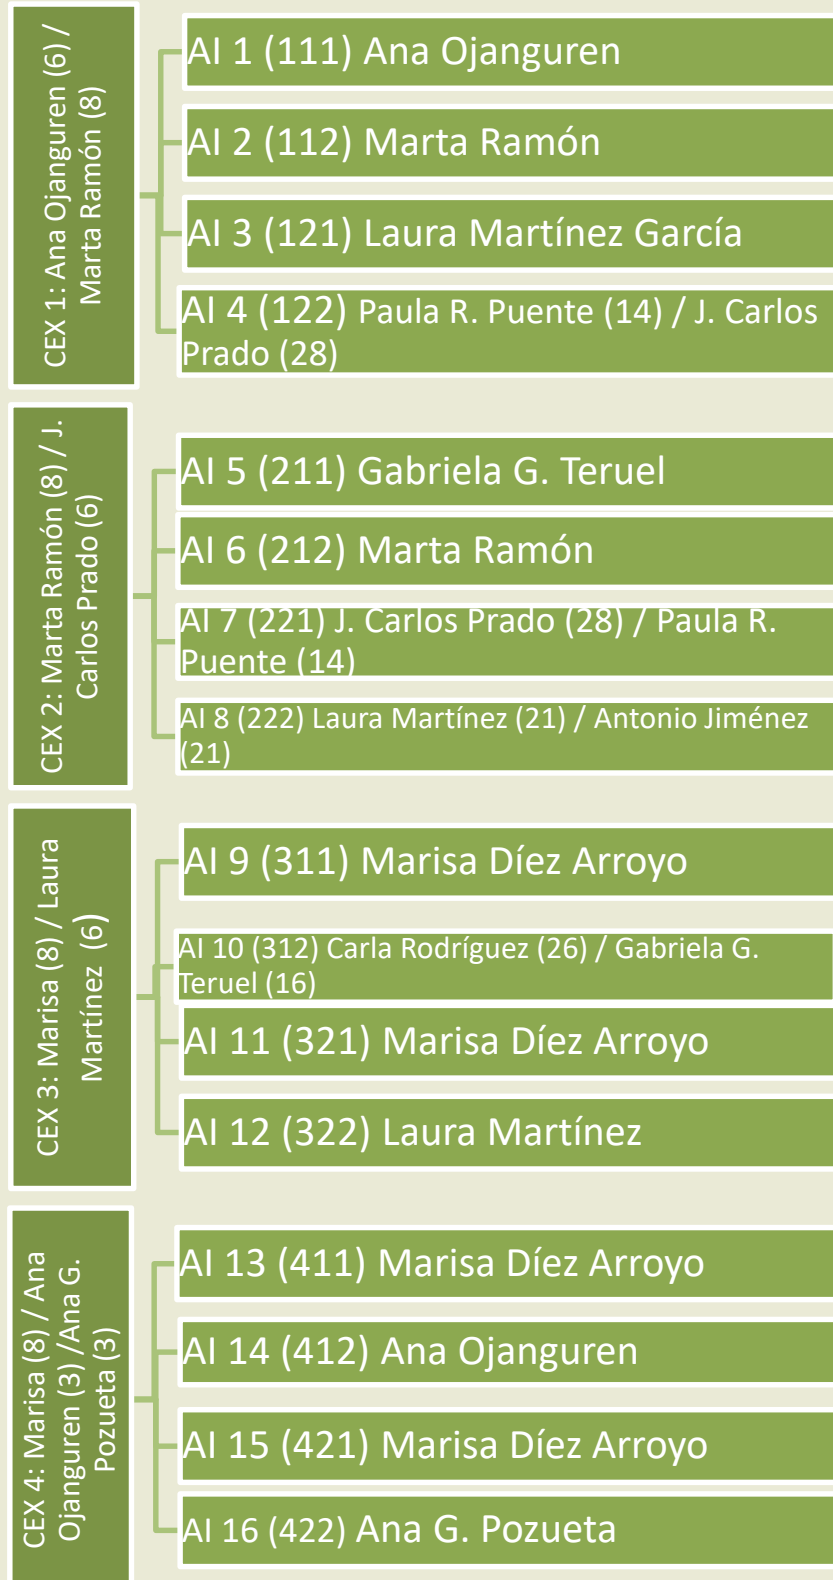 CEX 1: Ana Ojanguren (6) /
Marta Ramón (8)
AI 1 (111) Ana Ojanguren
AI 2 (112) Marta Ramón
AI 3 (121) Laura Martínez García
AI 4 (122) Paula R. Puente (14) / J. Carlos
Prado (28)
CEX 2: Marta Ramón (8) / J.
Carlos Prado (6)
AI 5 (211) Gabriela G. Teruel
AI 6 (212) Marta Ramón
AI 7 (221) J. Carlos Prado (28) / Paula R.
Puente (14)
AI 8 (222) Laura Martínez (21) / Antonio Jiménez
(21)
CEX 3: Marisa (8) / Laura
Martínez (6)
AI 9 (311) Marisa Díez Arroyo
AI 10 (312) Carla Rodríguez (26) / Gabriela G.
Teruel (16)
AI 11 (321) Marisa Díez Arroyo
AI 12 (322) Laura Martínez
CEX 4: Marisa (8) / Ana
Ojanguren (3) /Ana G.
Pozueta (3)
AI 13 (411) Marisa Díez Arroyo
AI 14 (412) Ana Ojanguren
AI 15 (421) Marisa Díez Arroyo
AI 16 (422) Ana G. Pozueta